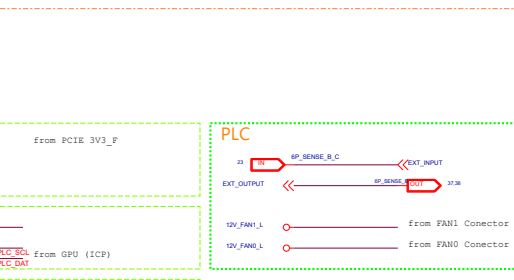 from PCIE 3V3_F
PLC
23 IN 6P_SENSE_B_C EXT_INPUT
EXT_OUTPUT OUT 37,38
12V_FAN1_L from FAN1 Conector
12V_FAN0_L from FAN0 Conector
PLC_SCL from GPU (ICP)
PLC_DAT